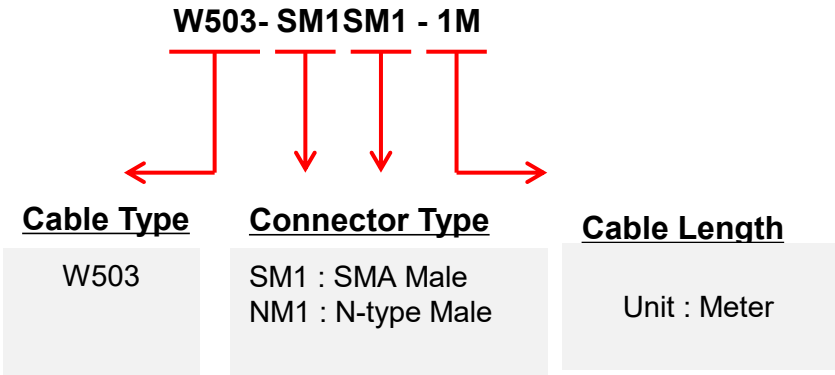 W503- SM1SM1 - 1M
Cable Type
W503
Connector Type
SM1 : SMA Male
NM1 : N-type Male
Cable Length
Unit : Meter